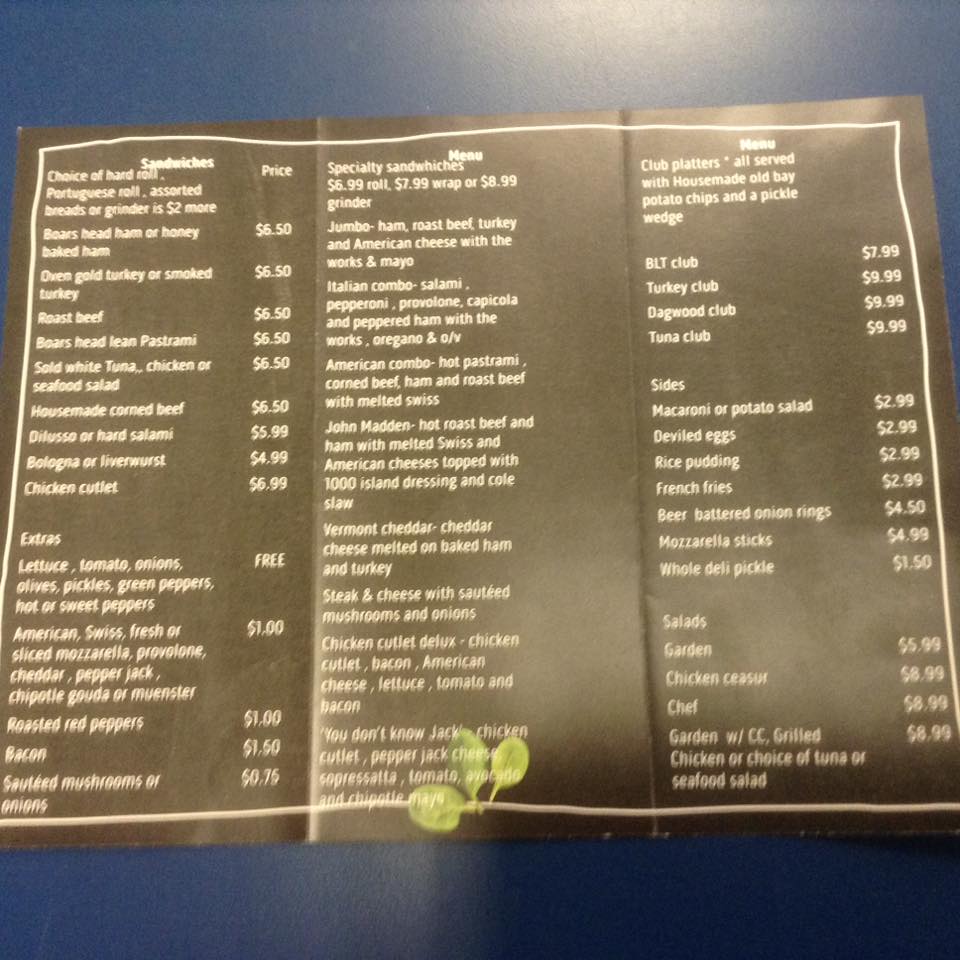 Sandwiches
Choice of hard roll , Price
Portuguese roll , assorted
breads or grinder is $2 more
Boars head ham or honey $6.50
baked ham
Oven gold turkey or smoked $6.50
turkey
Roast beef $6.50
Boars head lean Pastrami $6.50
Solid white Tuna,, chicken or $6.50
seafood salad
Housemade corned beef $6.50
Dilusso or hard salami $5.99
Bologna or liverwurst $4.99
Chicken cutlet $6.99
Extras
Lettuce , tomato, onions, FREE
olives, pickles, green peppers,
hot or sweet peppers
American, Swiss, fresh or $1.00
sliced mozzarella, provolone,
cheddar , pepper jack ,
chipotle gouda or muenster
Roasted red peppers $1.00
Bacon $1.50
Sautéed mushrooms or $0.75
onions
Menu
Specialty sandwhiches
$6.99 roll, $7.99 wrap or $8.99
grinder
Jumbo- ham, roast beef, turkey
and American cheese with the
works & mayo
Italian combo- salami ,
pepperoni , provolone, capicola
and peppered ham with the
works , oregano & o/v
American combo- hot pastrami ,
corned beef, ham and roast beef
with melted swiss
John Madden- hot roast beef and
ham with melted Swiss and
American cheeses topped with
1000 island dressing and cole
slaw
Vermont cheddar- cheddar
cheese melted on baked ham
and turkey
Steak & cheese with sautéed
mushrooms and onions
Chicken cutlet delux - chicken
cutlet , bacon , American
cheese , lettuce , tomato and
bacon
'You don't know Jack!- chicken
cutlet , pepper jack cheese,
sopressatta , tomato, avocado
and chipotle mayo
Menu
Club platters * all served
with Housemade old bay
potato chips and a pickle
wedge
BLT club $7.99
Turkey club $9.99
Dagwood club $9.99
Tuna club $9.99
Sides
Macaroni or potato salad $2.99
Deviled eggs $2.99
Rice pudding $2.99
French fries $2.99
Beer battered onion rings $4.50
Mozzarella sticks $4.99
Whole deli pickle $1.50
Salads
Garden $5.99
Chicken ceasur $8.99
Chef $8.99
Garden w/ CC, Grilled $8.99
Chicken or choice of tuna or
seafood salad